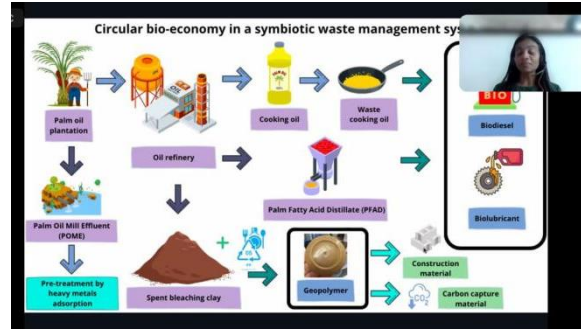 Circular bio-economy in a symbiotic waste management
Palm oil
plantation
Oil refinery
Cooking oil
Waste
cooking oil
BIO
Biodiesel
Biolubricant
Palm Oil Mill Effluent
(POME)
Palm Fatty Acid Distillate (PFAD)
Pre-treatment by
heavy metals
adsorption
Spent bleaching clay
+
Geopolymer
Construction
material
CO2
Carbon capture
material